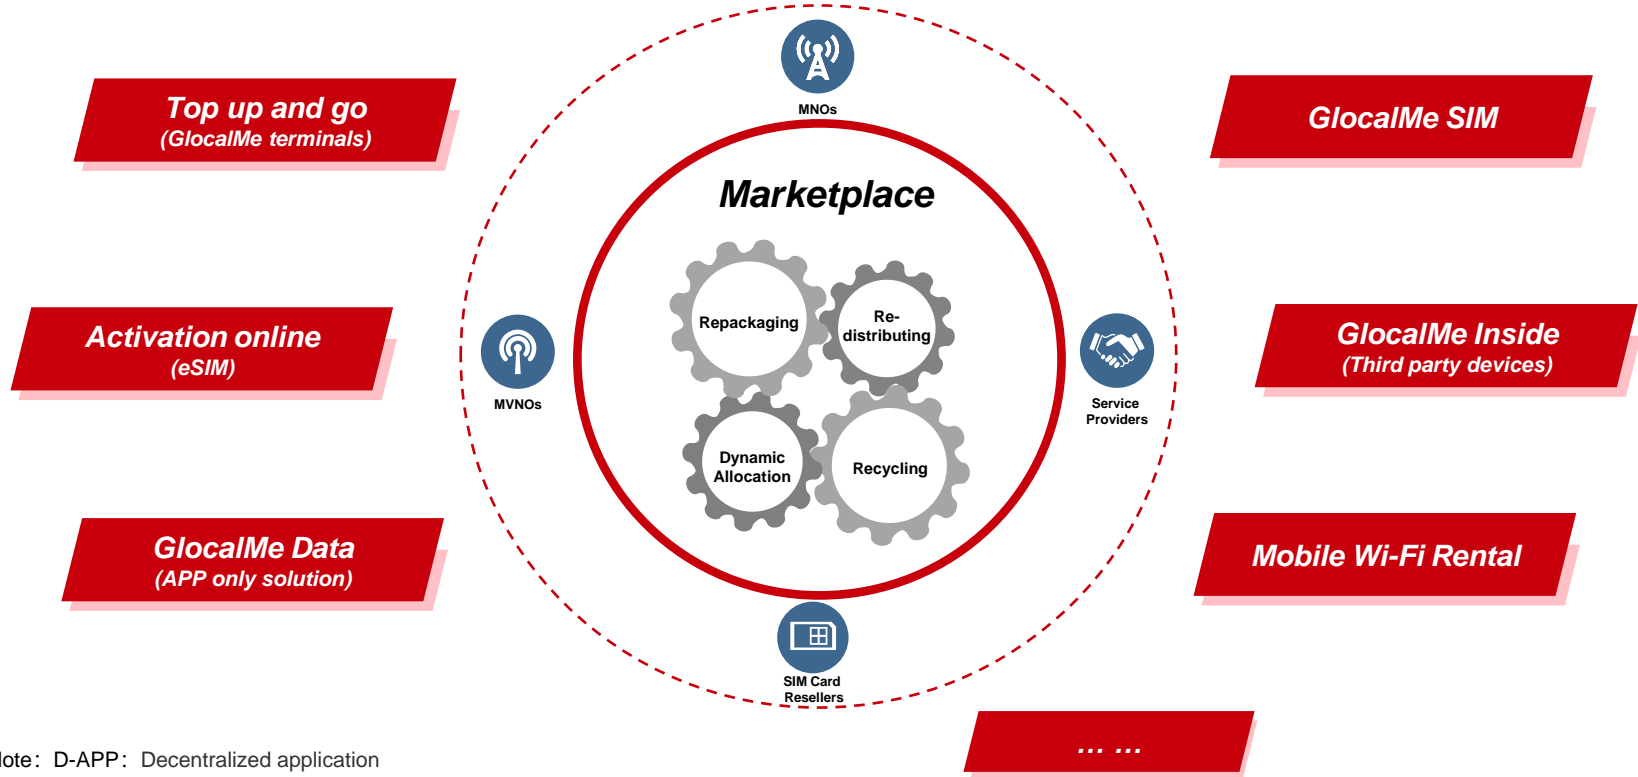 MNOs
Top up and go
(GlocalMe terminals)
GlocalMe SIM
Marketplace
Repackaging
Re-
distributing
Activation online
(eSIM)
MVNOs
Service
Providers
GlocalMe Inside
(Third party devices)
Dynamic
Allocation
Recycling
GlocalMe Data
(APP only solution)
Mobile Wi-Fi Rental
SIM Card
Resellers
... ...
lote: D-APP: Decentralized application